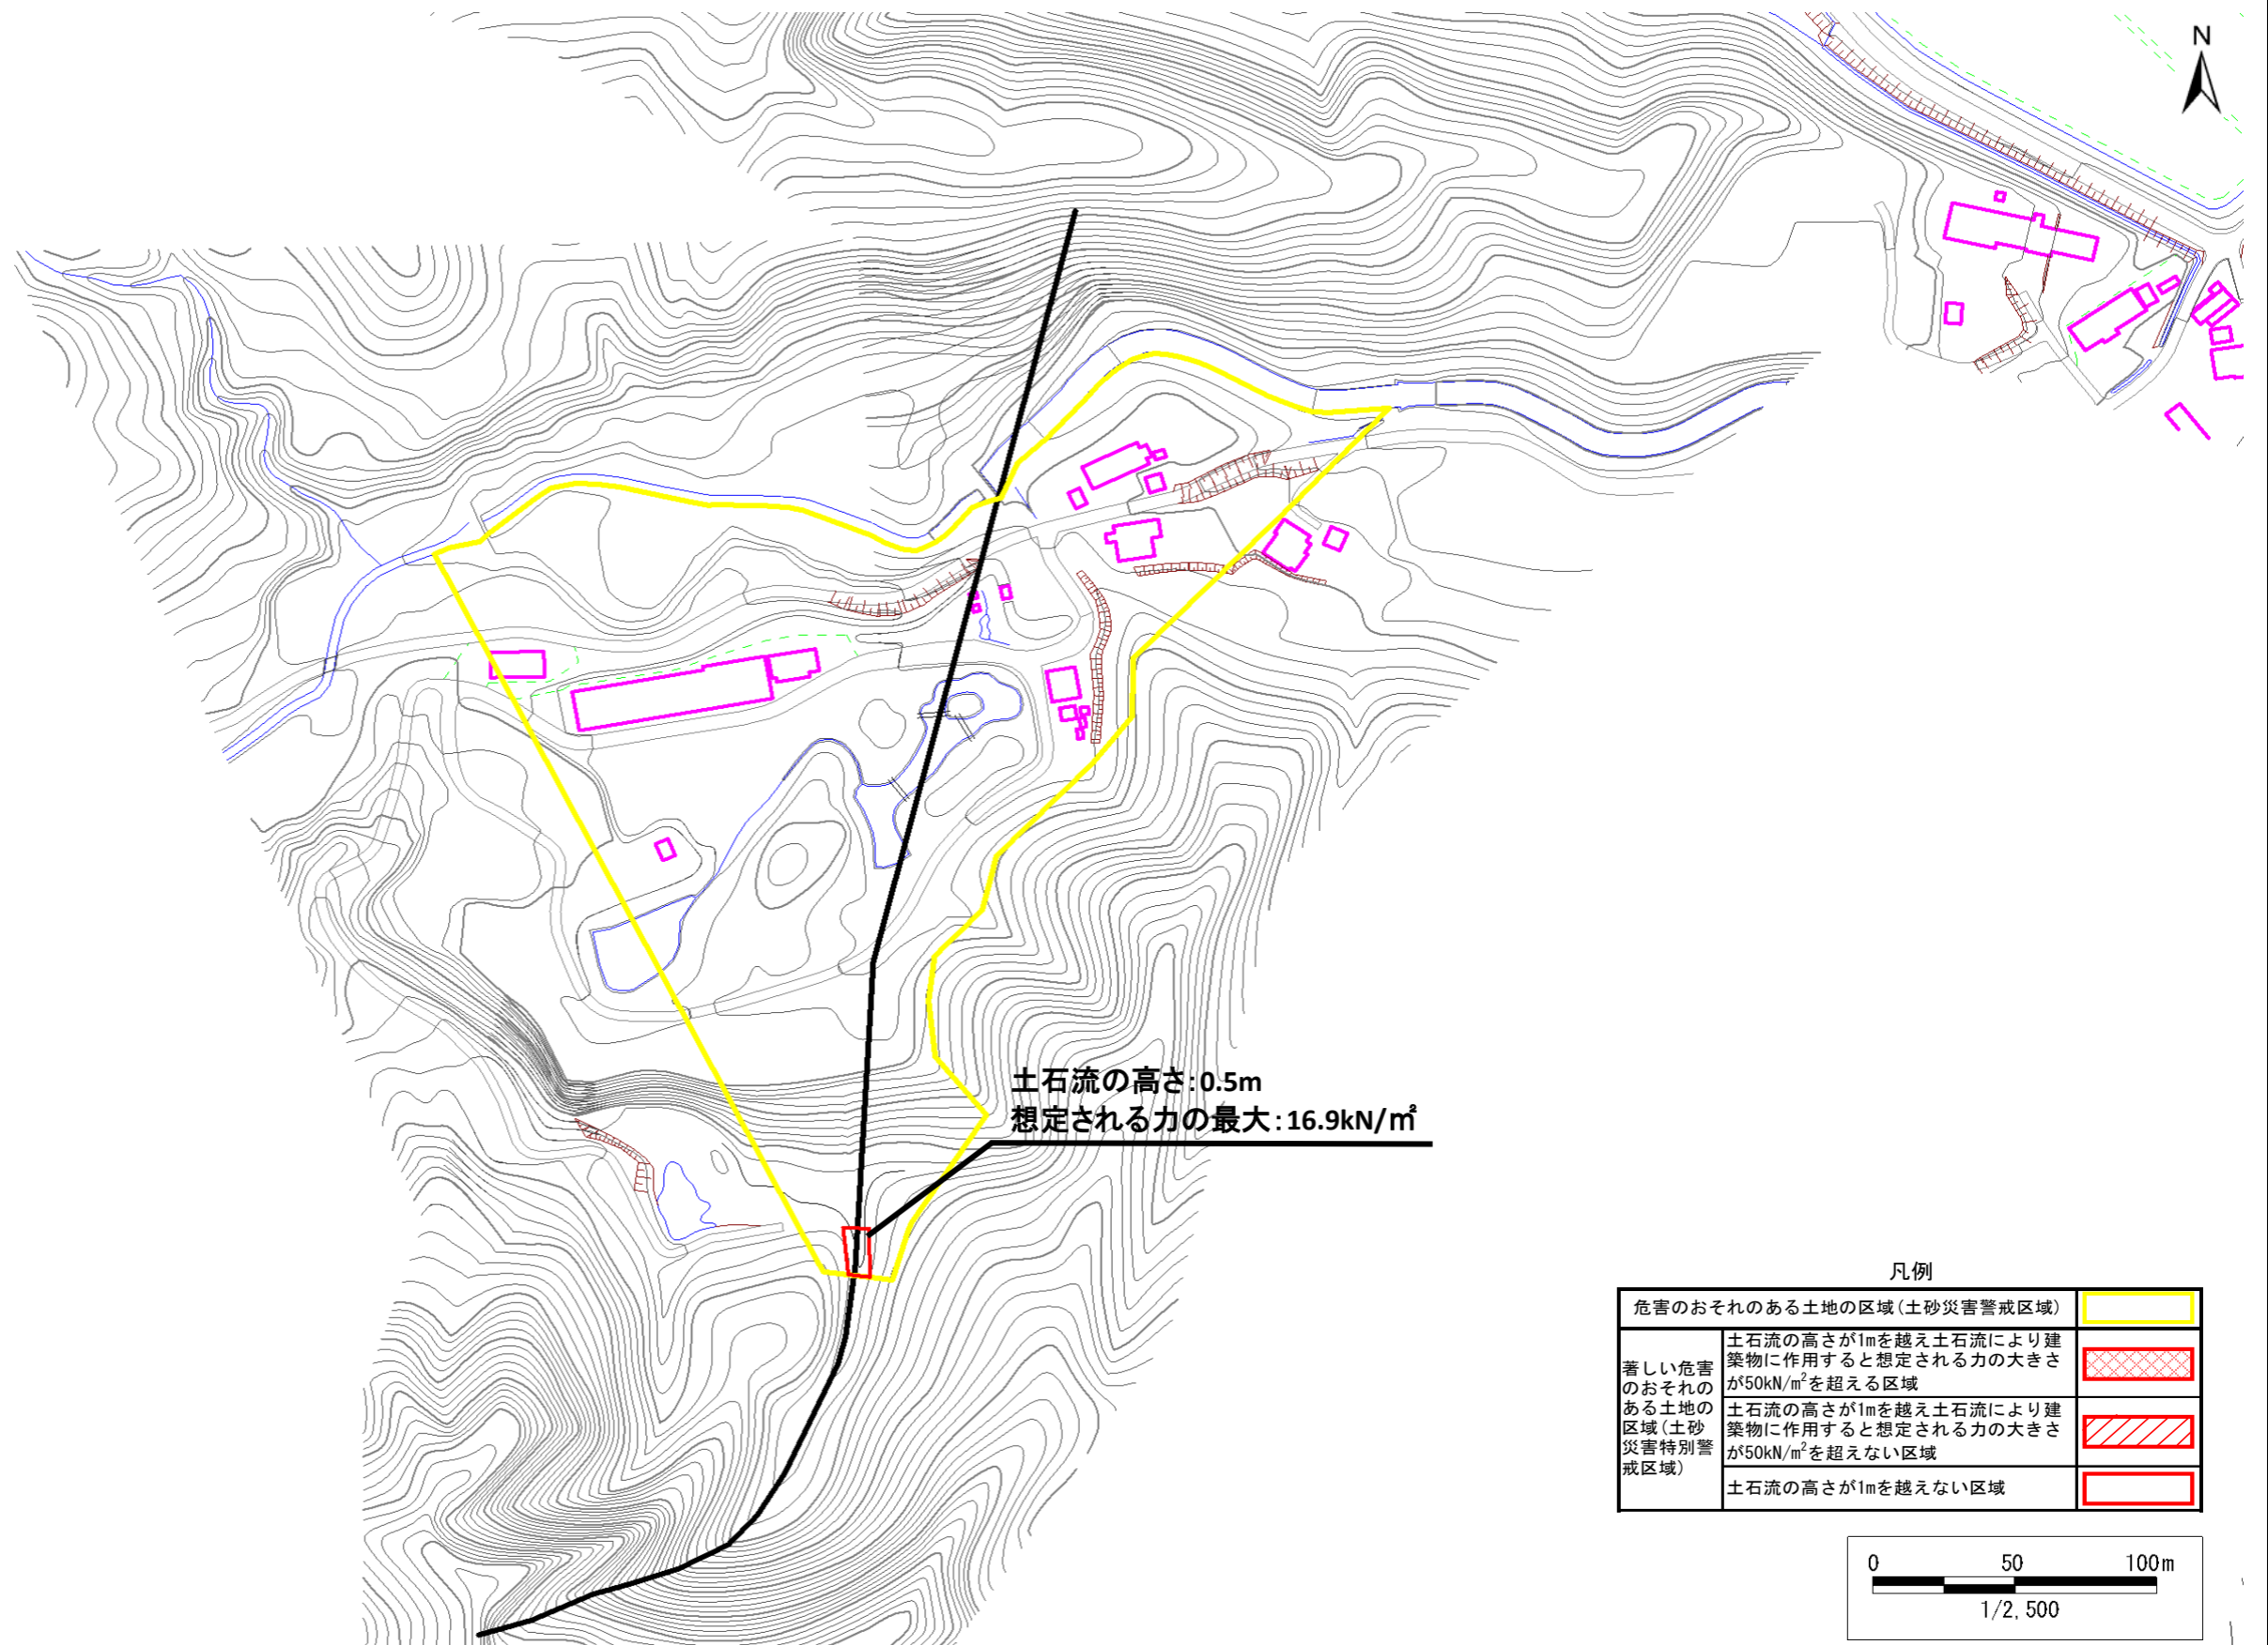 N
土石流の高さ:0.5m
想定される力の最大:16.9kN/㎡
凡例
危害のおそれのある土地の区域(土砂災害警戒区域)
著しい危害
のおそれの
ある土地の
区域(土砂
災害特別警
戒区域)
土石流の高さが1mを越え土石流により建
築物に作用すると想定される力の大きさ
が50kN/m²を超える区域
土石流の高さが1mを越え土石流により建
築物に作用すると想定される力の大きさ
が50kN/m²を超えない区域
土石流の高さが1mを越えない区域
0 50 100m
1/2,500